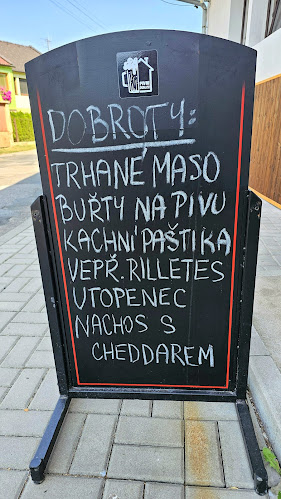 DOBROTY:
TRHANÉ MASO
BUŘTY NA PIVU
KACHNÍ PAŠTIKA
VEPŘ. RILLETES
UTOPENEC
NACHOS S
CHEDDAREM